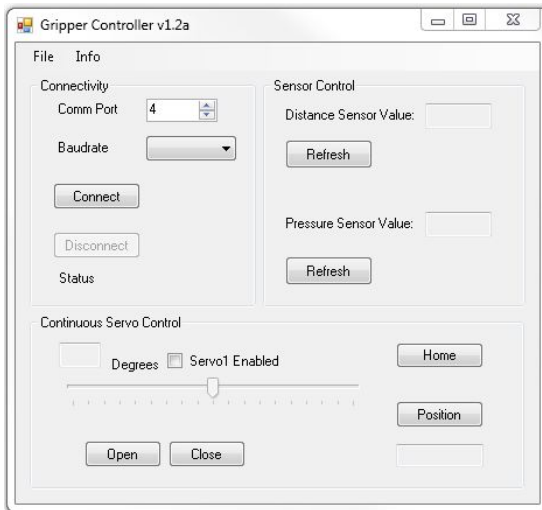 Gripper Controller v1.2a
File Info
Connectivity
Comm Port 4
Baudrate
Connect
Disconnect
Status
Sensor Control
Distance Sensor Value:
Refresh
Pressure Sensor Value:
Refresh
Continuous Servo Control
Degrees Servo1 Enabled
Home
Position
Open Close